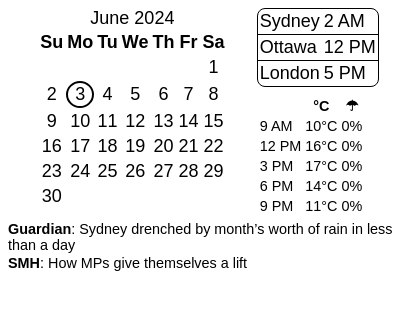 June 2024
Su Mo Tu We Th Fr Sa
1
2 3 4 5 6 7 8
9 10 11 12 13 14 15
16 17 18 19 20 21 22
23 24 25 26 27 28 29
30
Sydney 2 AM
Ottawa 12 PM
London 5 PM
°C ☂
9 AM 10°C 0%
12 PM 16°C 0%
3 PM 17°C 0%
6 PM 14°C 0%
9 PM 11°C 0%
Guardian: Sydney drenched by month’s worth of rain in less
than a day
SMH: How MPs give themselves a lift